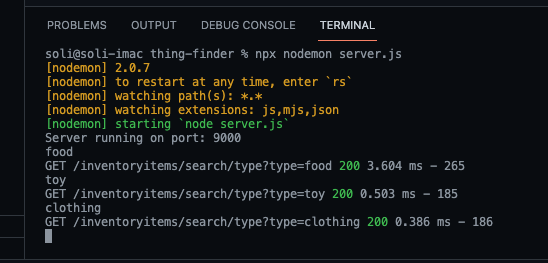 PROBLEMS OUTPUT DEBUG CONSOLE TERMINAL
soli@soli-imac thing-finder % npx nodemon server.js
[nodemon] 2.0.7
[nodemon] to restart at any time, enter `rs`
[nodemon] watching path(s): *.*
[nodemon] watching extensions: js,mjs,json
[nodemon] starting `node server.js`
Server running on port: 9000
food
GET /inventoryitems/search/type?type=food 200 3.604 ms - 265
toy
GET /inventoryitems/search/type?type=toy 200 0.503 ms - 185
clothing
GET /inventoryitems/search/type?type=clothing 200 0.386 ms - 186